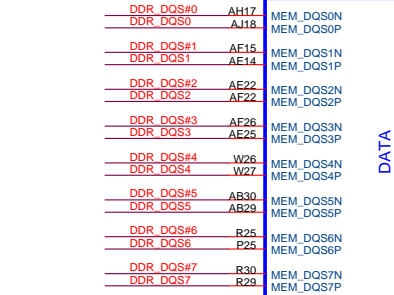 DDR_DQS#0 AH17 MEM_DQS0N
DDR_DQS0 AJ18 MEM_DQS0P
DDR_DQS#1 AF15 MEM_DQS1N
DDR_DQS1 AE14 MEM_DQS1P
DDR_DQS#2 AE22 MEM_DQS2N
DDR_DQS2 AF22 MEM_DQS2P
DDR_DQS#3 AF26 MEM_DQS3N
DDR_DQS3 AE25 MEM_DQS3P
DDR_DQS#4 W26 MEM_DQS4N
DDR_DQS4 W27 MEM_DQS4P
DDR_DQS#5 AB30 MEM_DQS5N
DDR_DQS5 AB29 MEM_DQS5P
DDR_DQS#6 R25 MEM_DQS6N
DDR_DQS6 P25 MEM_DQS6P
DDR_DQS#7 R30 MEM_DQS7N
DDR_DQS7 R29 MEM_DQS7P
DATA